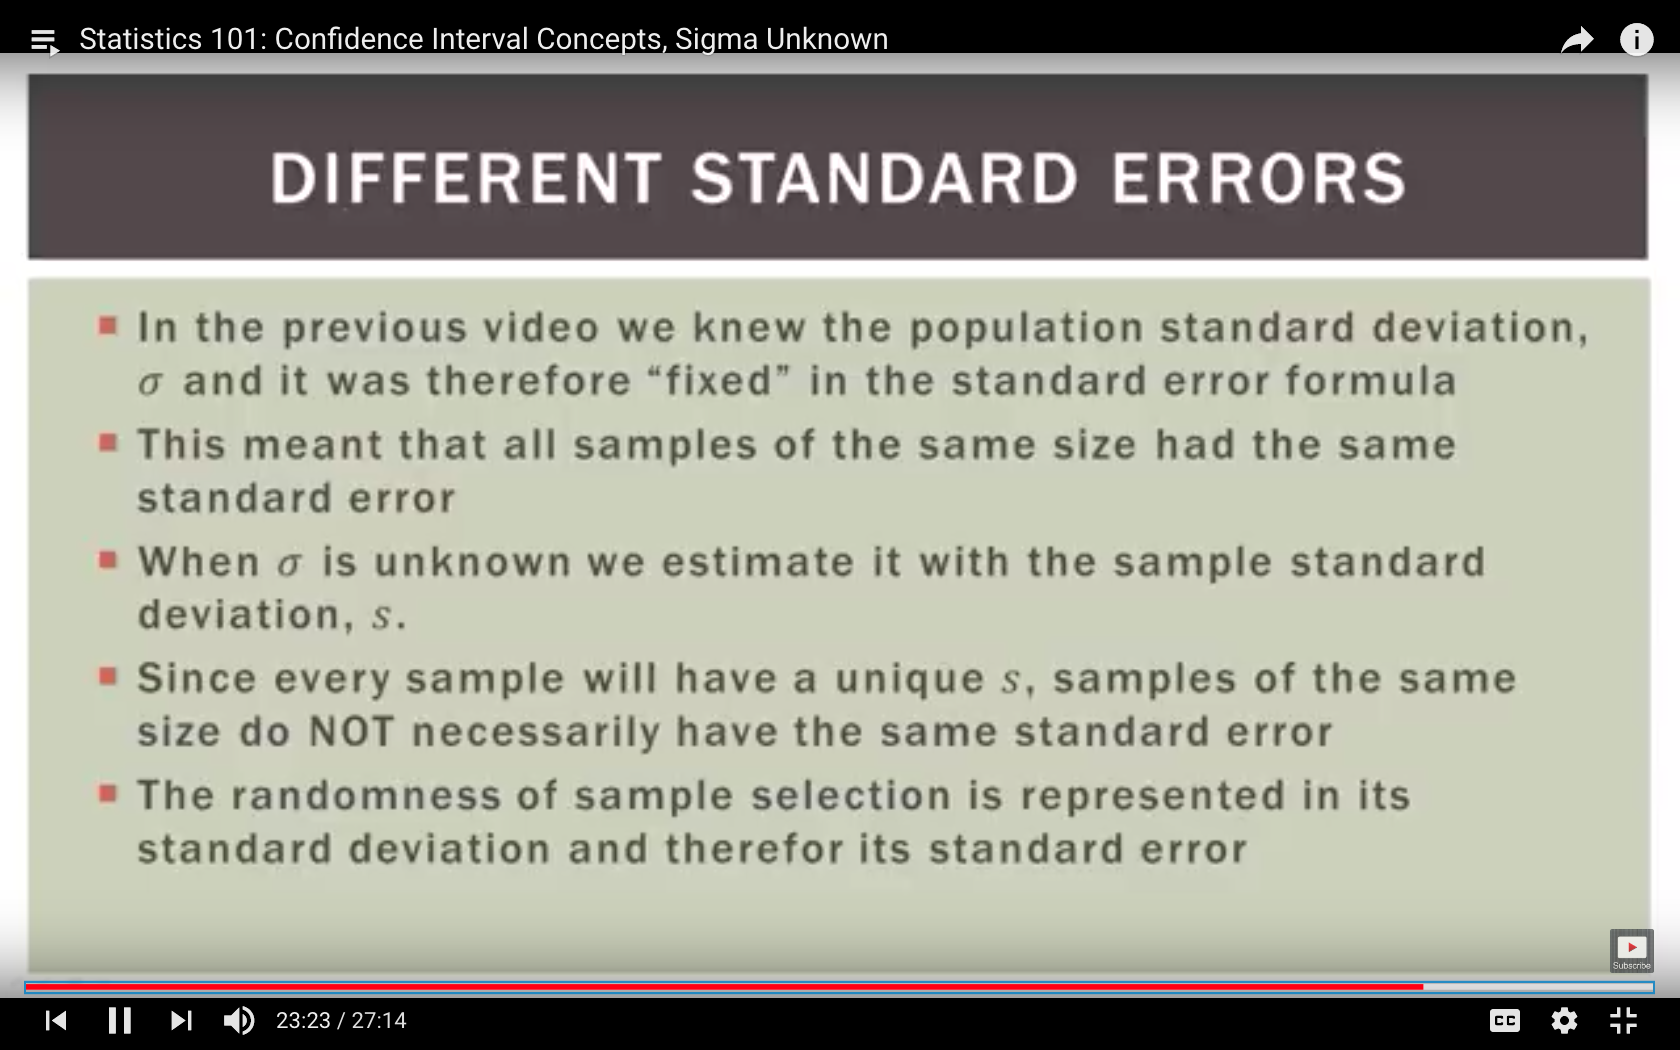 Statistics 101: Confidence Interval Concepts, Sigma Unknown
DIFFERENT STANDARD ERRORS
In the previous video we knew the population standard deviation,
σ and it was therefore “fixed” in the standard error formula
This meant that all samples of the same size had the same
standard error
When σ is unknown we estimate it with the sample standard
deviation, s.
Since every sample will have a unique s, samples of the same
size do NOT necessarily have the same standard error
The randomness of sample selection is represented in its
standard deviation and therefor its standard error
Subscribe
23:23 / 27:14
CC